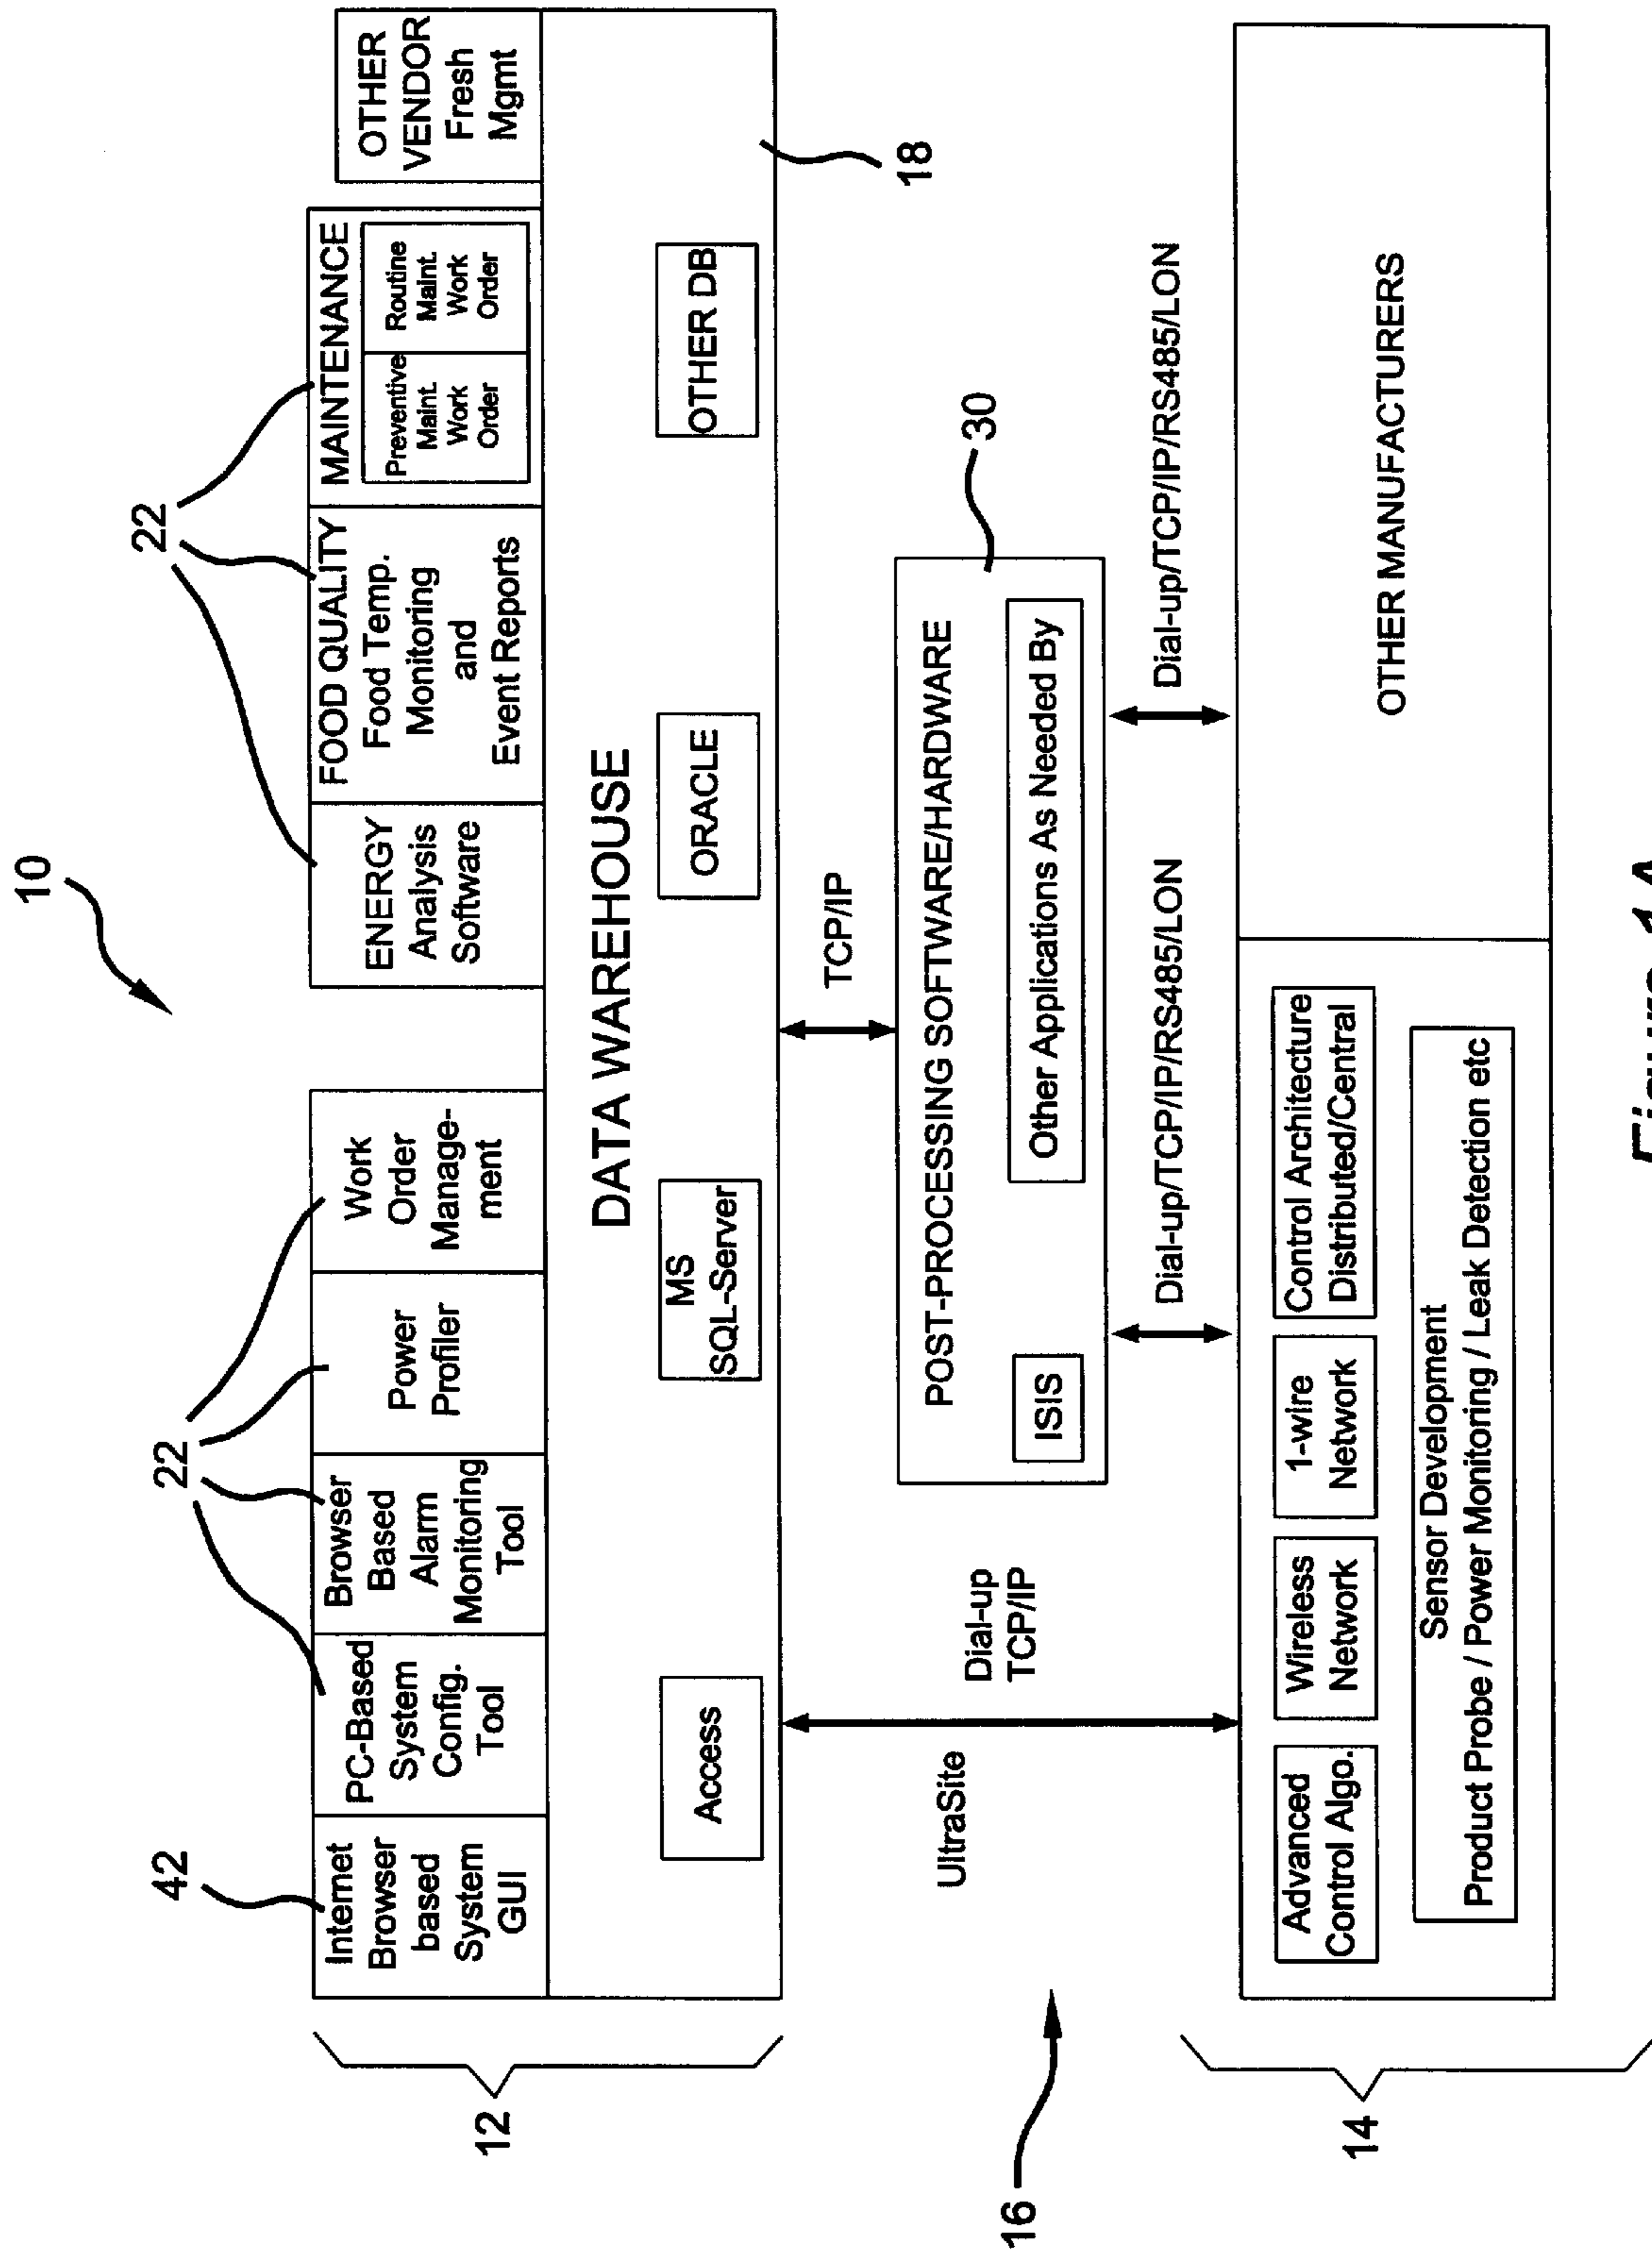 10
22
22
42
Internet
Browser
based
System
GUI
PC-Based
System
Config.
Tool
Browser
Based
Alarm
Monitoring
Tool
Power
Profiler
Work
Order
Manage-
ment
ENERGY
Analysis
Software
FOOD QUALITY
Food Temp.
Monitoring
and
Event Reports
MAINTENANCE
Preventive
Maint.
Work
Order
Routine
Maint.
Work
Order
OTHER
VENDOR
Fresh
Mgmt
12
DATA WAREHOUSE
Access
MS
SQL-Server
ORACLE
OTHER DB
18
UltraSite
Dial-up
TCP/IP
TCP/IP
16
30
POST-PROCESSING SOFTWARE/HARDWARE
ISIS
Other Applications As Needed By
Dial-up/TCP/IP/RS485/LON
Dial-up/TCP/IP/RS485/LON
14
Advanced
Control Algo.
Wireless
Network
1-wire
Network
Control Architecture
Distributed/Central
Sensor Development
Product Probe / Power Monitoring / Leak Detection etc
OTHER MANUFACTURERS
Figure 1A